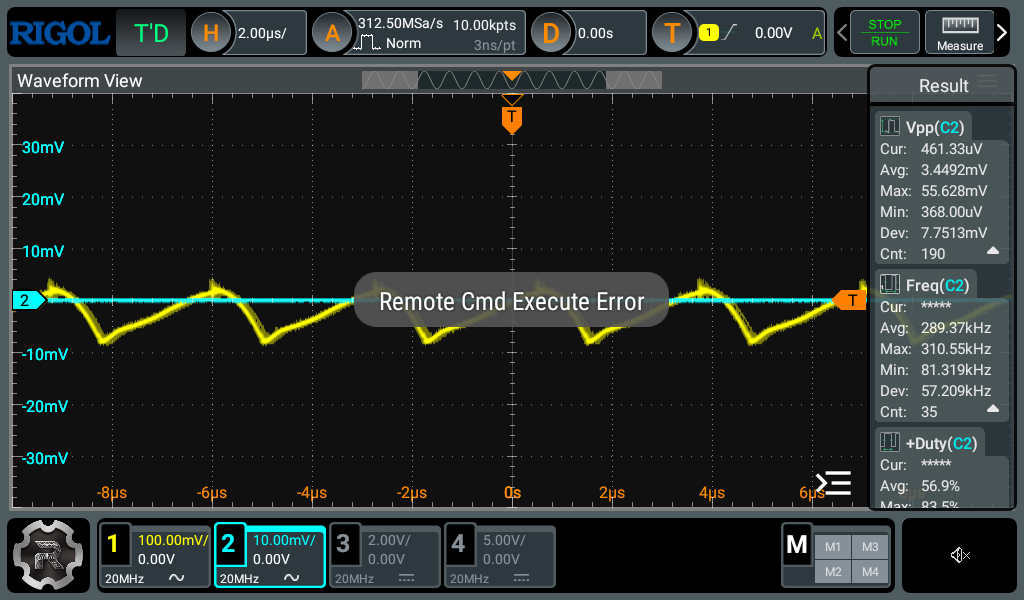 RIGOL T'D H 2.00µs/ A 312.50MSa/s 10.00kpts D 0.00s T 1 0.00V A STOP
Norm 3ns/pt RUN Measure
Waveform View
Result
T
30mV
20mV
10mV
2
-10mV
-20mV
-30mV
T
Remote Cmd Execute Error
-8µs -6µs -4µs -2µs 0s 2µs 4µs 6µs
Vpp(C2)
Cur: 461.33uV
Avg: 3.4492mV
Max: 55.628mV
Min: 368.00uV
Dev: 7.7513mV
Cnt: 190
Freq(C2)
Cur: *****
Avg: 289.37kHz
Max: 310.55kHz
Min: 81.319kHz
Dev: 57.209kHz
Cnt: 35
+Duty(C2)
Cur: *****
Avg: 56.9%
Max: 83.5%
R
1 100.00mV/ 2 10.00mV/ 3 2.00V/ 4 5.00V/ M M1 M3
0.00V 0.00V 0.00V 0.00V M2 M4
20MHz 20MHz 20MHz 20MHz